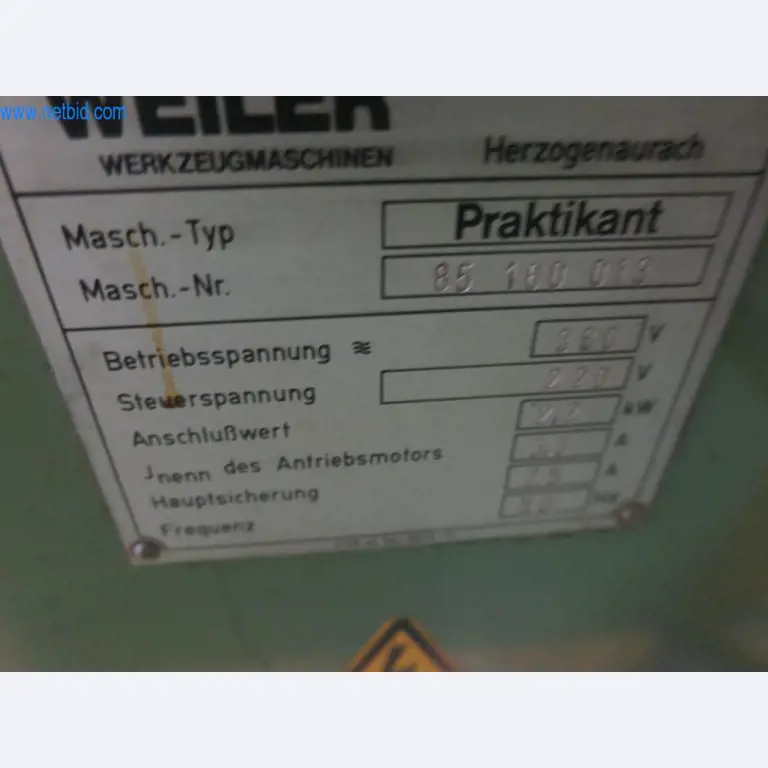 WEILER
www.netbid.com
WERKZEUGMASCHINEN Herzogenaurach
Masch.-Typ Praktikant
Masch.-Nr. 85 180 013
Betriebsspannung ≋ 380 V
Steuerspannung 220 V
Anschlußwert kW
Jnenn des Antriebsmotors A
Hauptsicherung A
Frequenz Hz